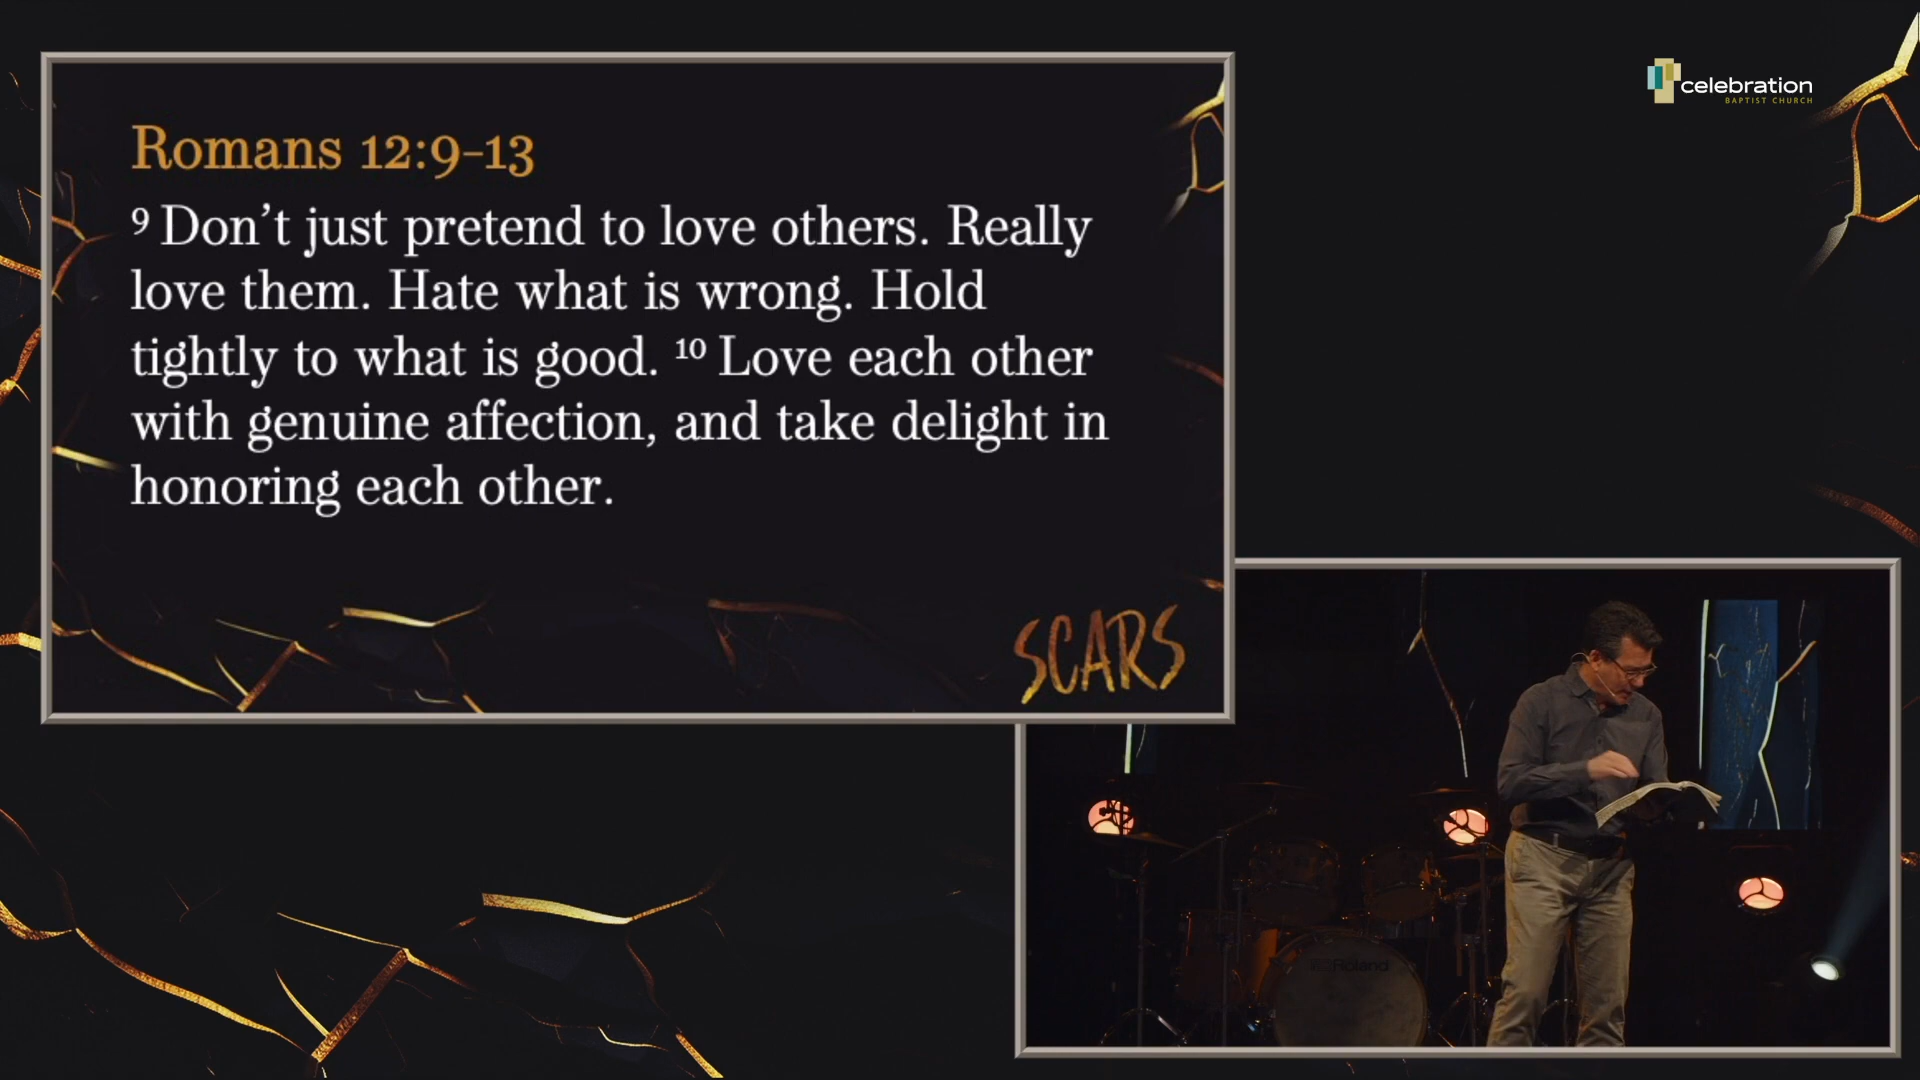 celebration
BAPTIST CHURCH
Romans 12:9–13
⁹ Don’t just pretend to love others. Really
love them. Hate what is wrong. Hold
tightly to what is good. ¹⁰ Love each other
with genuine affection, and take delight in
honoring each other.
SCARS
Roland